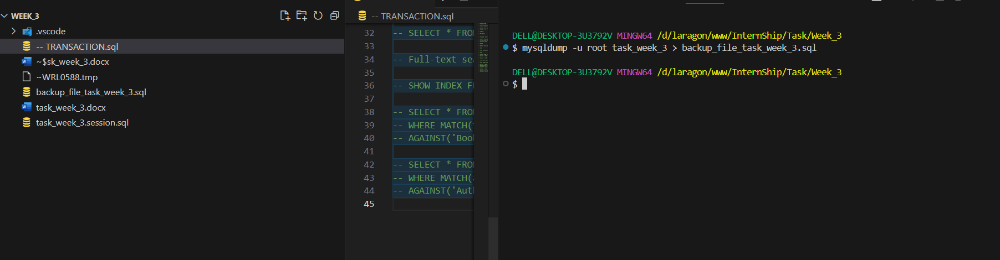 WEEK_3
.vscode
-- TRANSACTION.sql
~$sk_week_3.docx
~WRL0588.tmp
backup_file_task_week_3.sql
task_week_3.docx
task_week_3.session.sql
-- TRANSACTION.sql
32 -- SELECT * FRO
33
34 -- Full-text se
35
36 -- SHOW INDEX F
37
38 -- SELECT * FRO
39 -- WHERE MATCH(
40 -- AGAINST('Boo
41
42 -- SELECT * FRO
43 -- WHERE MATCH(
44 -- AGAINST('Aut
45
DELL@DESKTOP-3U3792V MINGW64 /d/laragon/www/InternShip/Task/Week_3
$ mysqldump -u root task_week_3 > backup_file_task_week_3.sql
DELL@DESKTOP-3U3792V MINGW64 /d/laragon/www/InternShip/Task/Week_3
$